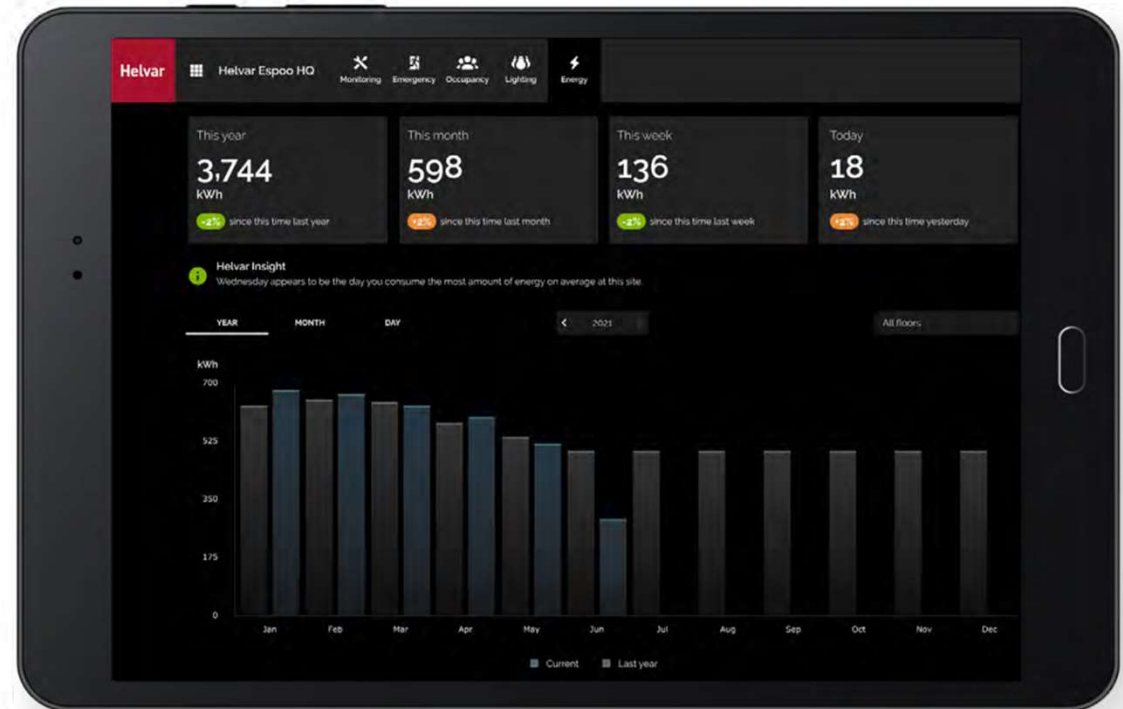 Helvar
Helvar Espoo HQ
Monitoring
Emergency
Occupancy
Lighting
Energy
This year
3,744
kWh
-2% since this time last year
This month
598
kWh
+2% since this time last month
This week
136
kWh
-2% since this time last week
Today
18
kWh
+2% since this time yesterday
Helvar Insight
Wednesday appears to be the day you consume the most amount of energy on average at this site.
YEAR MONTH DAY
2021
All floors
kWh
700
525
350
175
0
Jan Feb Mar Apr May Jun Jul Aug Sep Oct Nov Dec
Current Last year